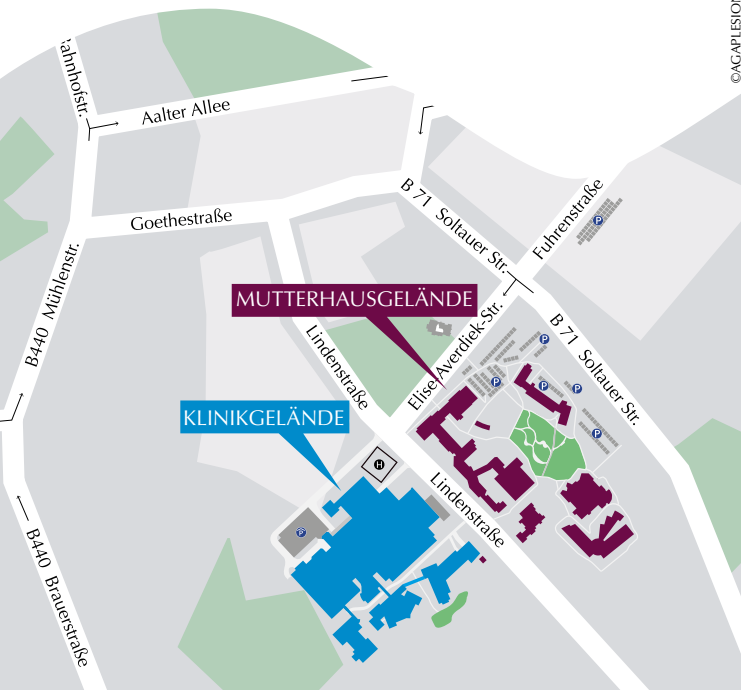 ©AGAPLESION
Bahnhofstr.
Aalter Allee
B 71 Soltauer Str.
Fuhrenstraße
P
Goethestraße
B440 Mühlenstr.
MUTTERHAUSGELÄNDE
Elise-Averdiek-Str.
B 71 Soltauer Str.
Lindenstraße
P
P
P
P
P
KLINIKGELÄNDE
H
Lindenstraße
P
B440 Brauerstraße